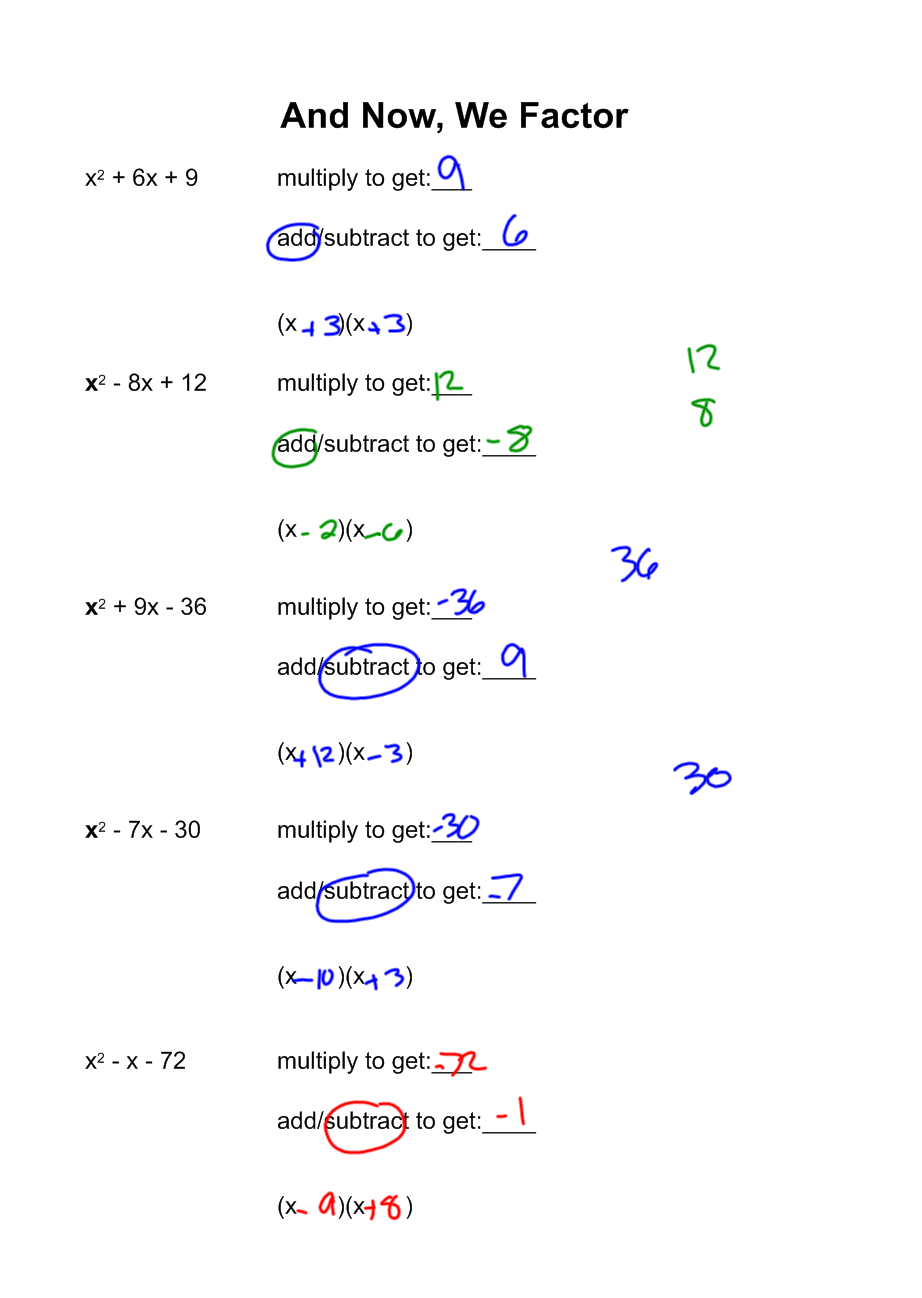 And Now, We Factor
x² + 6x + 9 multiply to get: 9
add/subtract to get: 6
(x + 3)(x + 3)
12
x² - 8x + 12 multiply to get: 12
8
add/subtract to get: - 8
(x - 2)(x - 6)
36
x² + 9x - 36 multiply to get: -36
add/subtract to get: 9
(x + 12)(x - 3)
30
x² - 7x - 30 multiply to get: -30
add/subtract to get: -7
(x - 10)(x + 3)
x² - x - 72 multiply to get: -72
add/subtract to get: -1
(x - 9)(x + 8)